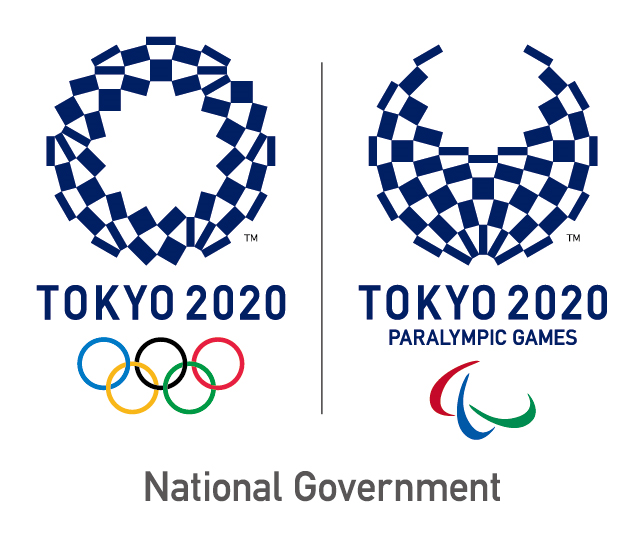 TM
TOKYO 2020
TM
TOKYO 2020
PARALYMPIC GAMES
National Government